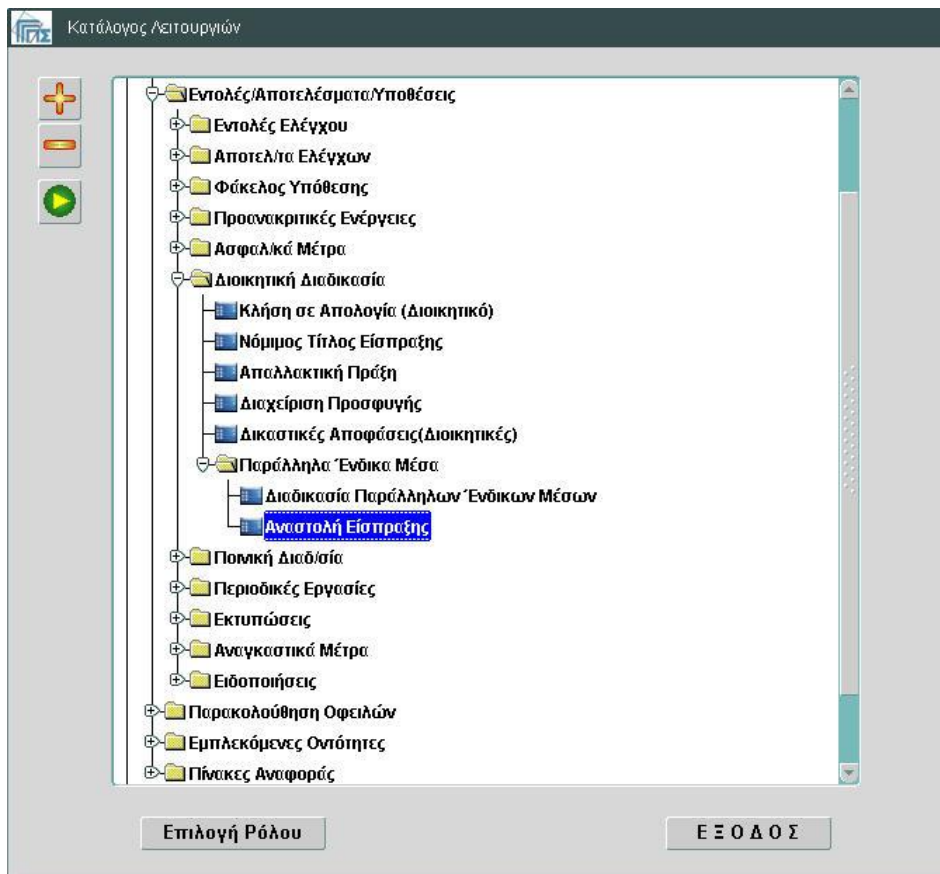 Κατάλογος Λειτουργιών
Εντολές/Αποτελέσματα/Υποθέσεις
Εντολές Ελέγχου
Αποτελ/τα Ελέγχων
Φάκελος Υπόθεσης
Προανακριτικές Ενέργειες
Ασφαλ/κά Μέτρα
Διοικητική Διαδικασία
Κλήση σε Απολογία (Διοικητικό)
Νόμιμος Τίτλος Είσπραξης
Απαλλακτική Πράξη
Διαχείριση Προσφυγής
Δικαστικές Αποφάσεις(Διοικητικές)
Παράλληλα Ένδικα Μέσα
Διαδικασία Παράλληλων Ένδικων Μέσων
Αναστολή Είσπραξης
Ποινική Διαδ/σία
Περιοδικές Εργασίες
Εκτυπώσεις
Αναγκαστικά Μέτρα
Ειδοποιήσεις
Παρακολούθηση Οφειλών
Εμπλεκόμενες Οντότητες
Πίνακες Αναφοράς
Επιλογή Ρόλου ΕΞΟΔΟΣ